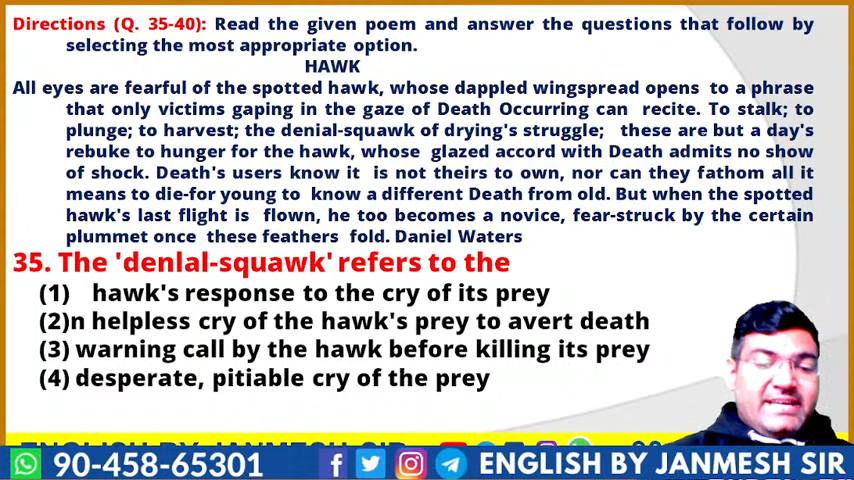 Directions (Q. 35-40): Read the given poem and answer the questions that follow by
selecting the most appropriate option.
HAWK
All eyes are fearful of the spotted hawk, whose dappled wingspread opens to a phrase
that only victims gaping in the gaze of Death Occurring can recite. To stalk; to
plunge; to harvest; the denial-squawk of drying's struggle; these are but a day's
rebuke to hunger for the hawk, whose glazed accord with Death admits no show
of shock. Death's users know it is not theirs to own, nor can they fathom all it
means to die-for young to know a different Death from old. But when the spotted
hawk's last flight is flown, he too becomes a novice, fear-struck by the certain
plummet once these feathers fold. Daniel Waters
35. The 'denlal-squawk' refers to the
(1) hawk's response to the cry of its prey
(2)n helpless cry of the hawk's prey to avert death
(3) warning call by the hawk before killing its prey
(4) desperate, pitiable cry of the prey
ENGLISH BY JANMESH SIR
90-458-65301 ENGLISH BY JANMESH SIR